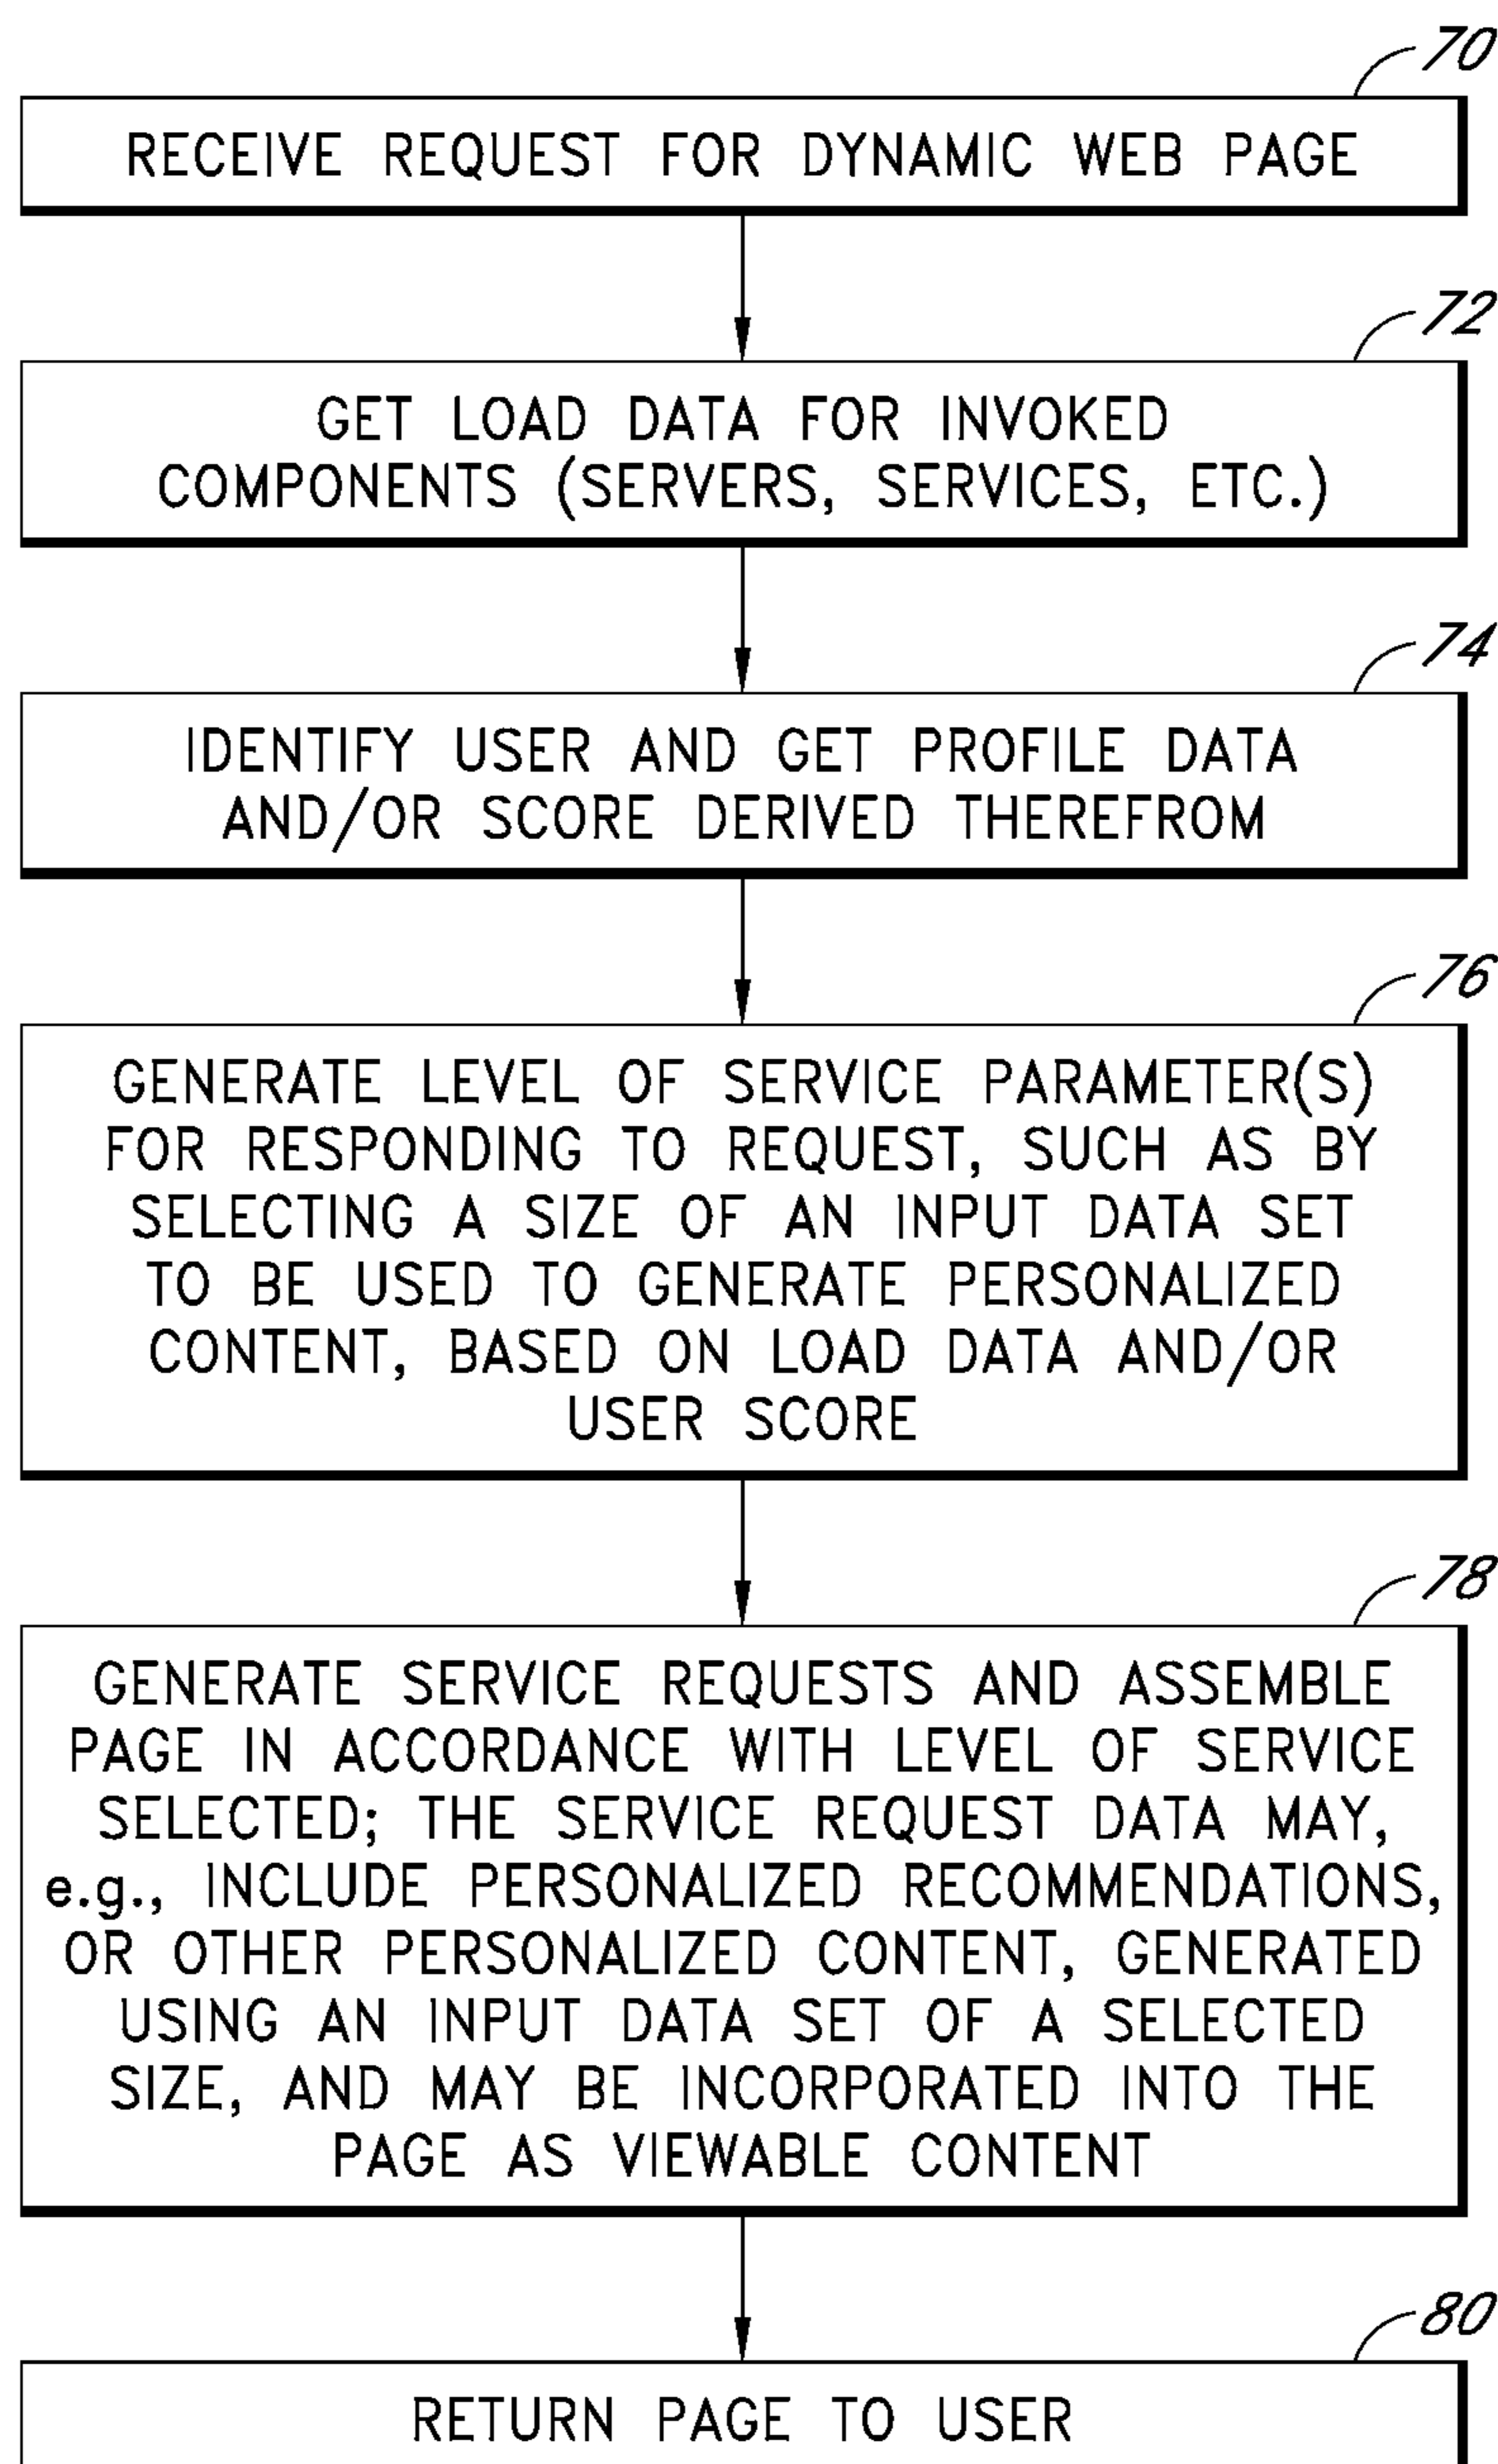 70
RECEIVE REQUEST FOR DYNAMIC WEB PAGE
72
GET LOAD DATA FOR INVOKED
COMPONENTS (SERVERS, SERVICES, ETC.)
74
IDENTIFY USER AND GET PROFILE DATA
AND/OR SCORE DERIVED THEREFROM
76
GENERATE LEVEL OF SERVICE PARAMETER(S)
FOR RESPONDING TO REQUEST, SUCH AS BY
SELECTING A SIZE OF AN INPUT DATA SET
TO BE USED TO GENERATE PERSONALIZED
CONTENT, BASED ON LOAD DATA AND/OR
USER SCORE
78
GENERATE SERVICE REQUESTS AND ASSEMBLE
PAGE IN ACCORDANCE WITH LEVEL OF SERVICE
SELECTED; THE SERVICE REQUEST DATA MAY,
e.g., INCLUDE PERSONALIZED RECOMMENDATIONS,
OR OTHER PERSONALIZED CONTENT, GENERATED
USING AN INPUT DATA SET OF A SELECTED
SIZE, AND MAY BE INCORPORATED INTO THE
PAGE AS VIEWABLE CONTENT
80
RETURN PAGE TO USER